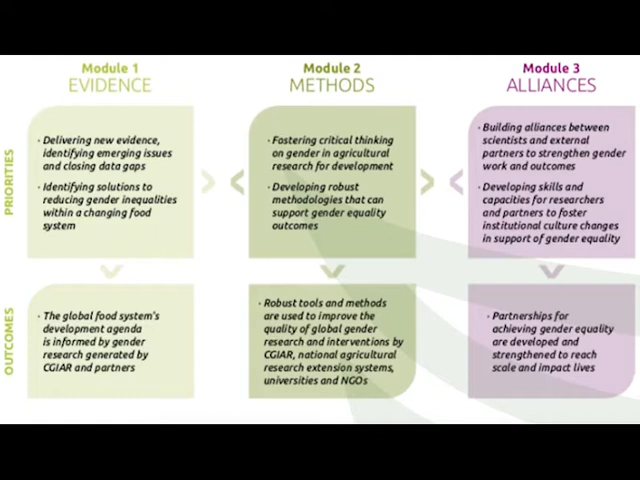 Module 1
EVIDENCE
Module 2
METHODS
Module 3
ALLIANCES
PRIORITIES
· Delivering new evidence,
identifying emerging issues
and closing data gaps
· Identifying solutions to
reducing gender inequalities
within a changing food
system
· Fostering critical thinking
on gender in agricultural
research for development
· Developing robust
methodologies that can
support gender equality
outcomes
· Building alliances between
scientists and external
partners to strengthen gender
work and outcomes
· Developing skills and
capacities for researchers
and partners to foster
institutional culture changes
in support of gender equality
OUTCOMES
· The global food system's
development agenda
is informed by gender
research generated by
CGIAR and partners
· Robust tools and methods
are used to improve the
quality of global gender
research and interventions by
CGIAR, national agricultural
research extension systems,
universities and NGOs
· Partnerships for
achieving gender equality
are developed and
strengthened to reach
scale and impact lives